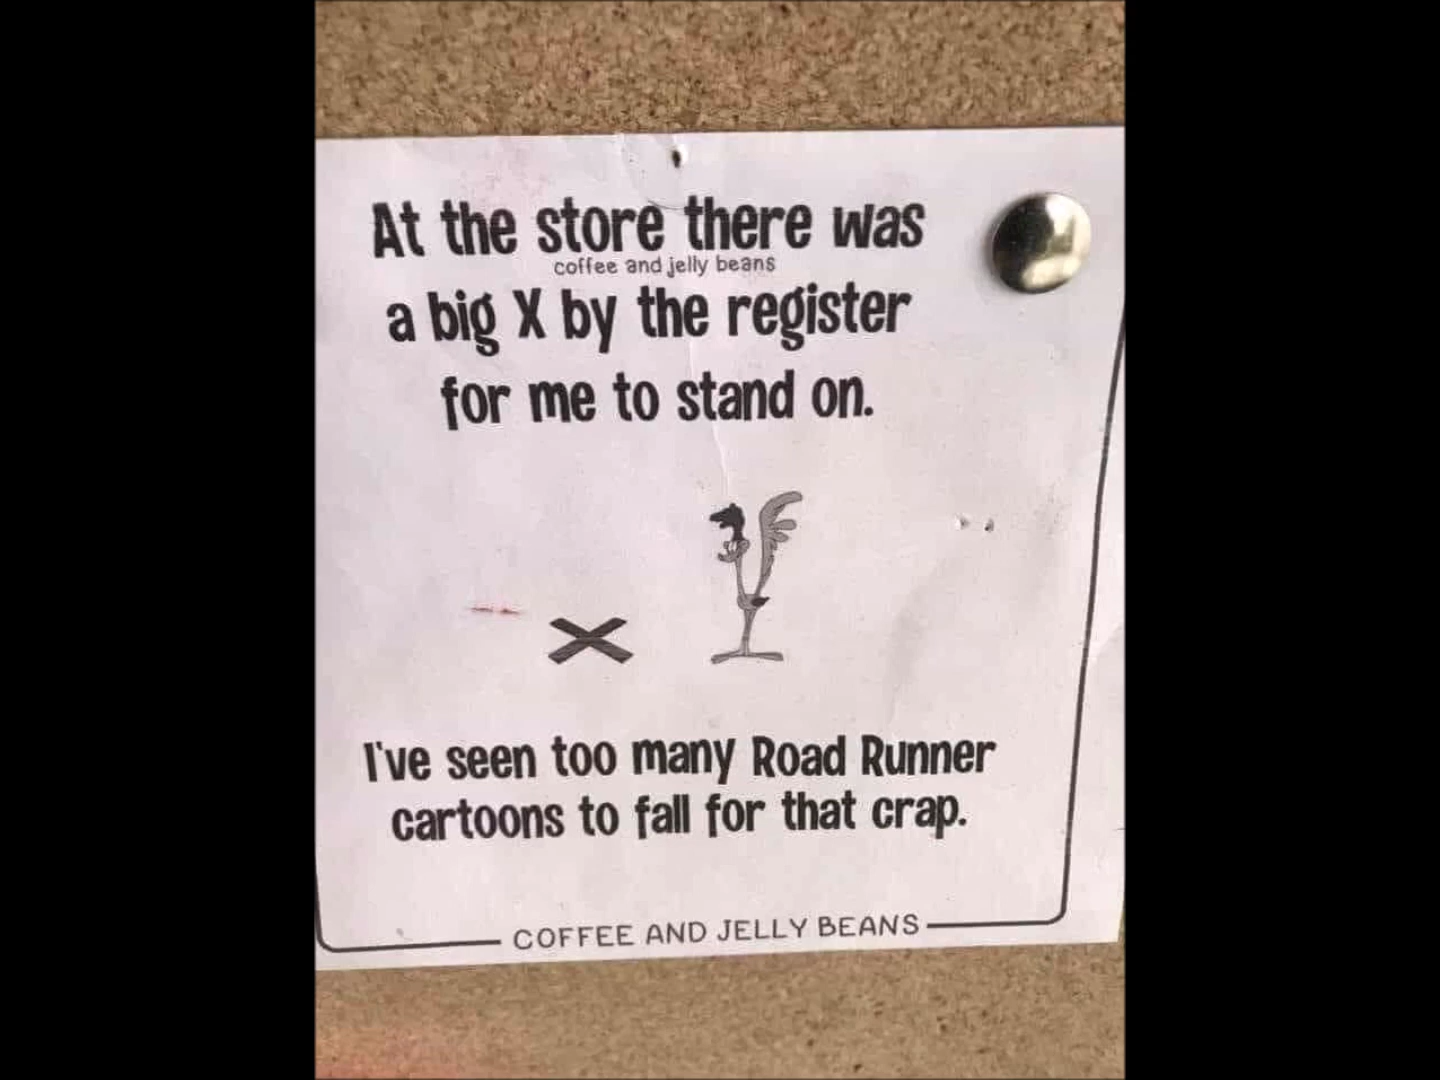 At the store there was
coffee and jelly beans
a big X by the register
for me to stand on.
I've seen too many Road Runner
cartoons to fall for that crap.
COFFEE AND JELLY BEANS